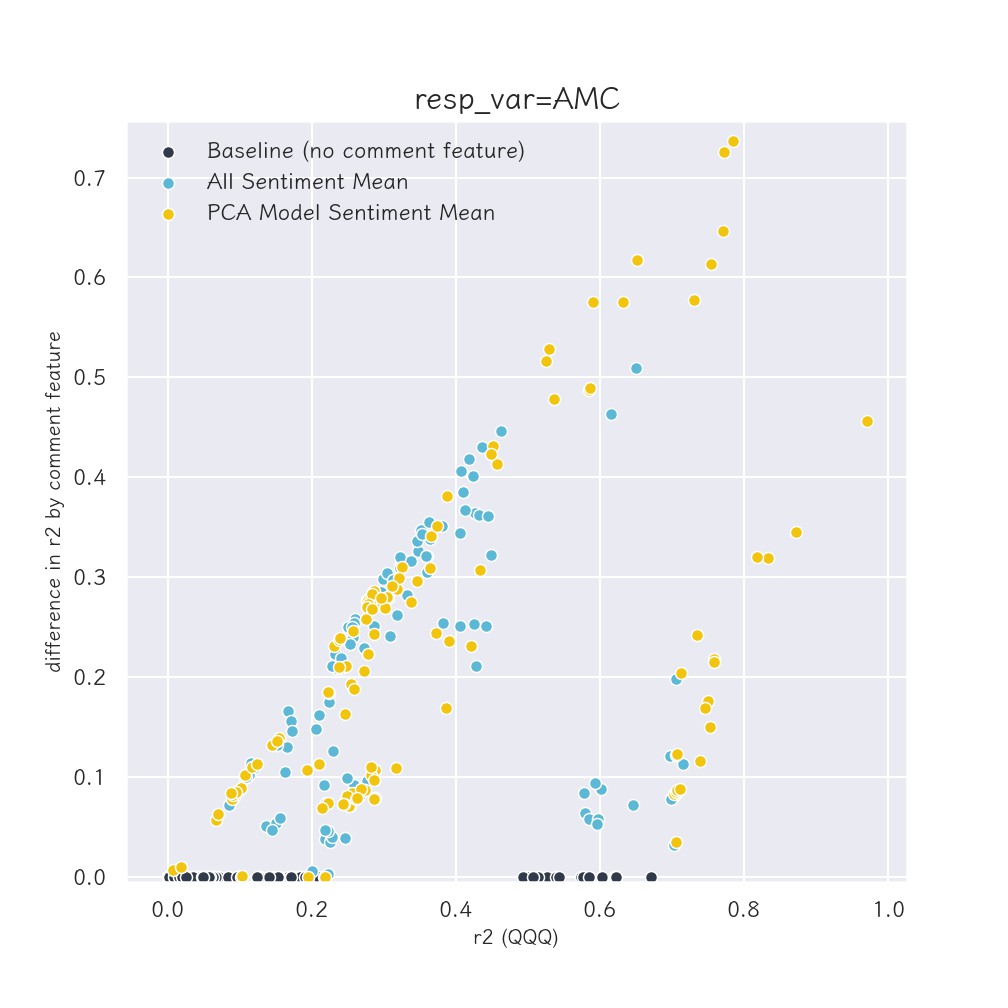 resp_var=AMC
Baseline (no comment feature)
All Sentiment Mean
PCA Model Sentiment Mean
difference in r2 by comment feature
0.7
0.6
0.5
0.4
0.3
0.2
0.1
0.0
0.0 0.2 0.4 0.6 0.8 1.0
r2 (QQQ)